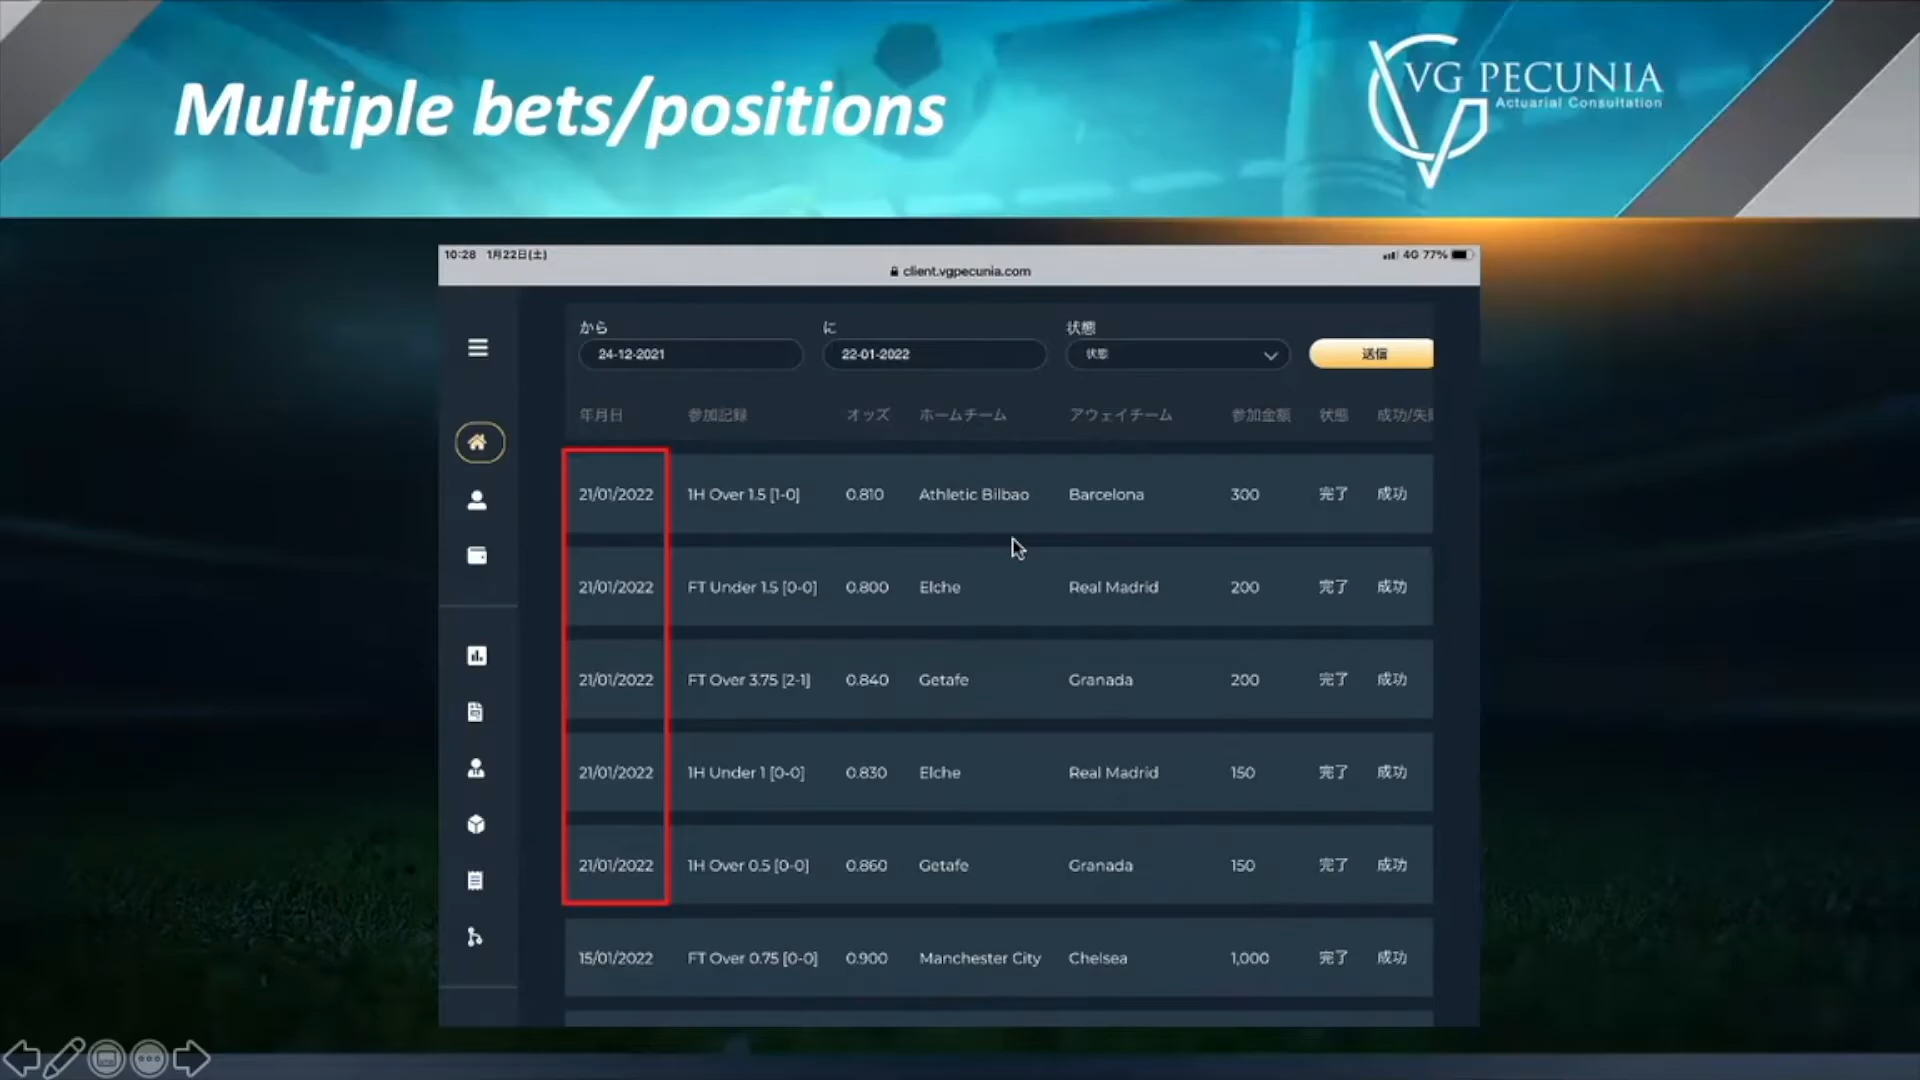 Multiple bets/positions
VG PECUNIA
Actuarial Consultation
10:28 1月22日(土)
4G 77%
client.vgpecunia.com
から に 状態
24-12-2021 22-01-2022 状態 送信
年月日 参加記録 オッズ ホームチーム アウェイチーム 参加金額 状態 成功/失
21/01/2022 1H Over 1.5 [1-0] 0.810 Athletic Bilbao Barcelona 300 完了 成功
21/01/2022 FT Under 1.5 [0-0] 0.800 Elche Real Madrid 200 完了 成功
21/01/2022 FT Over 3.75 [2-1] 0.840 Getafe Granada 200 完了 成功
21/01/2022 1H Under 1 [0-0] 0.830 Elche Real Madrid 150 完了 成功
21/01/2022 1H Over 0.5 [0-0] 0.860 Getafe Granada 150 完了 成功
15/01/2022 FT Over 0.75 [0-0] 0.900 Manchester City Chelsea 1,000 完了 成功